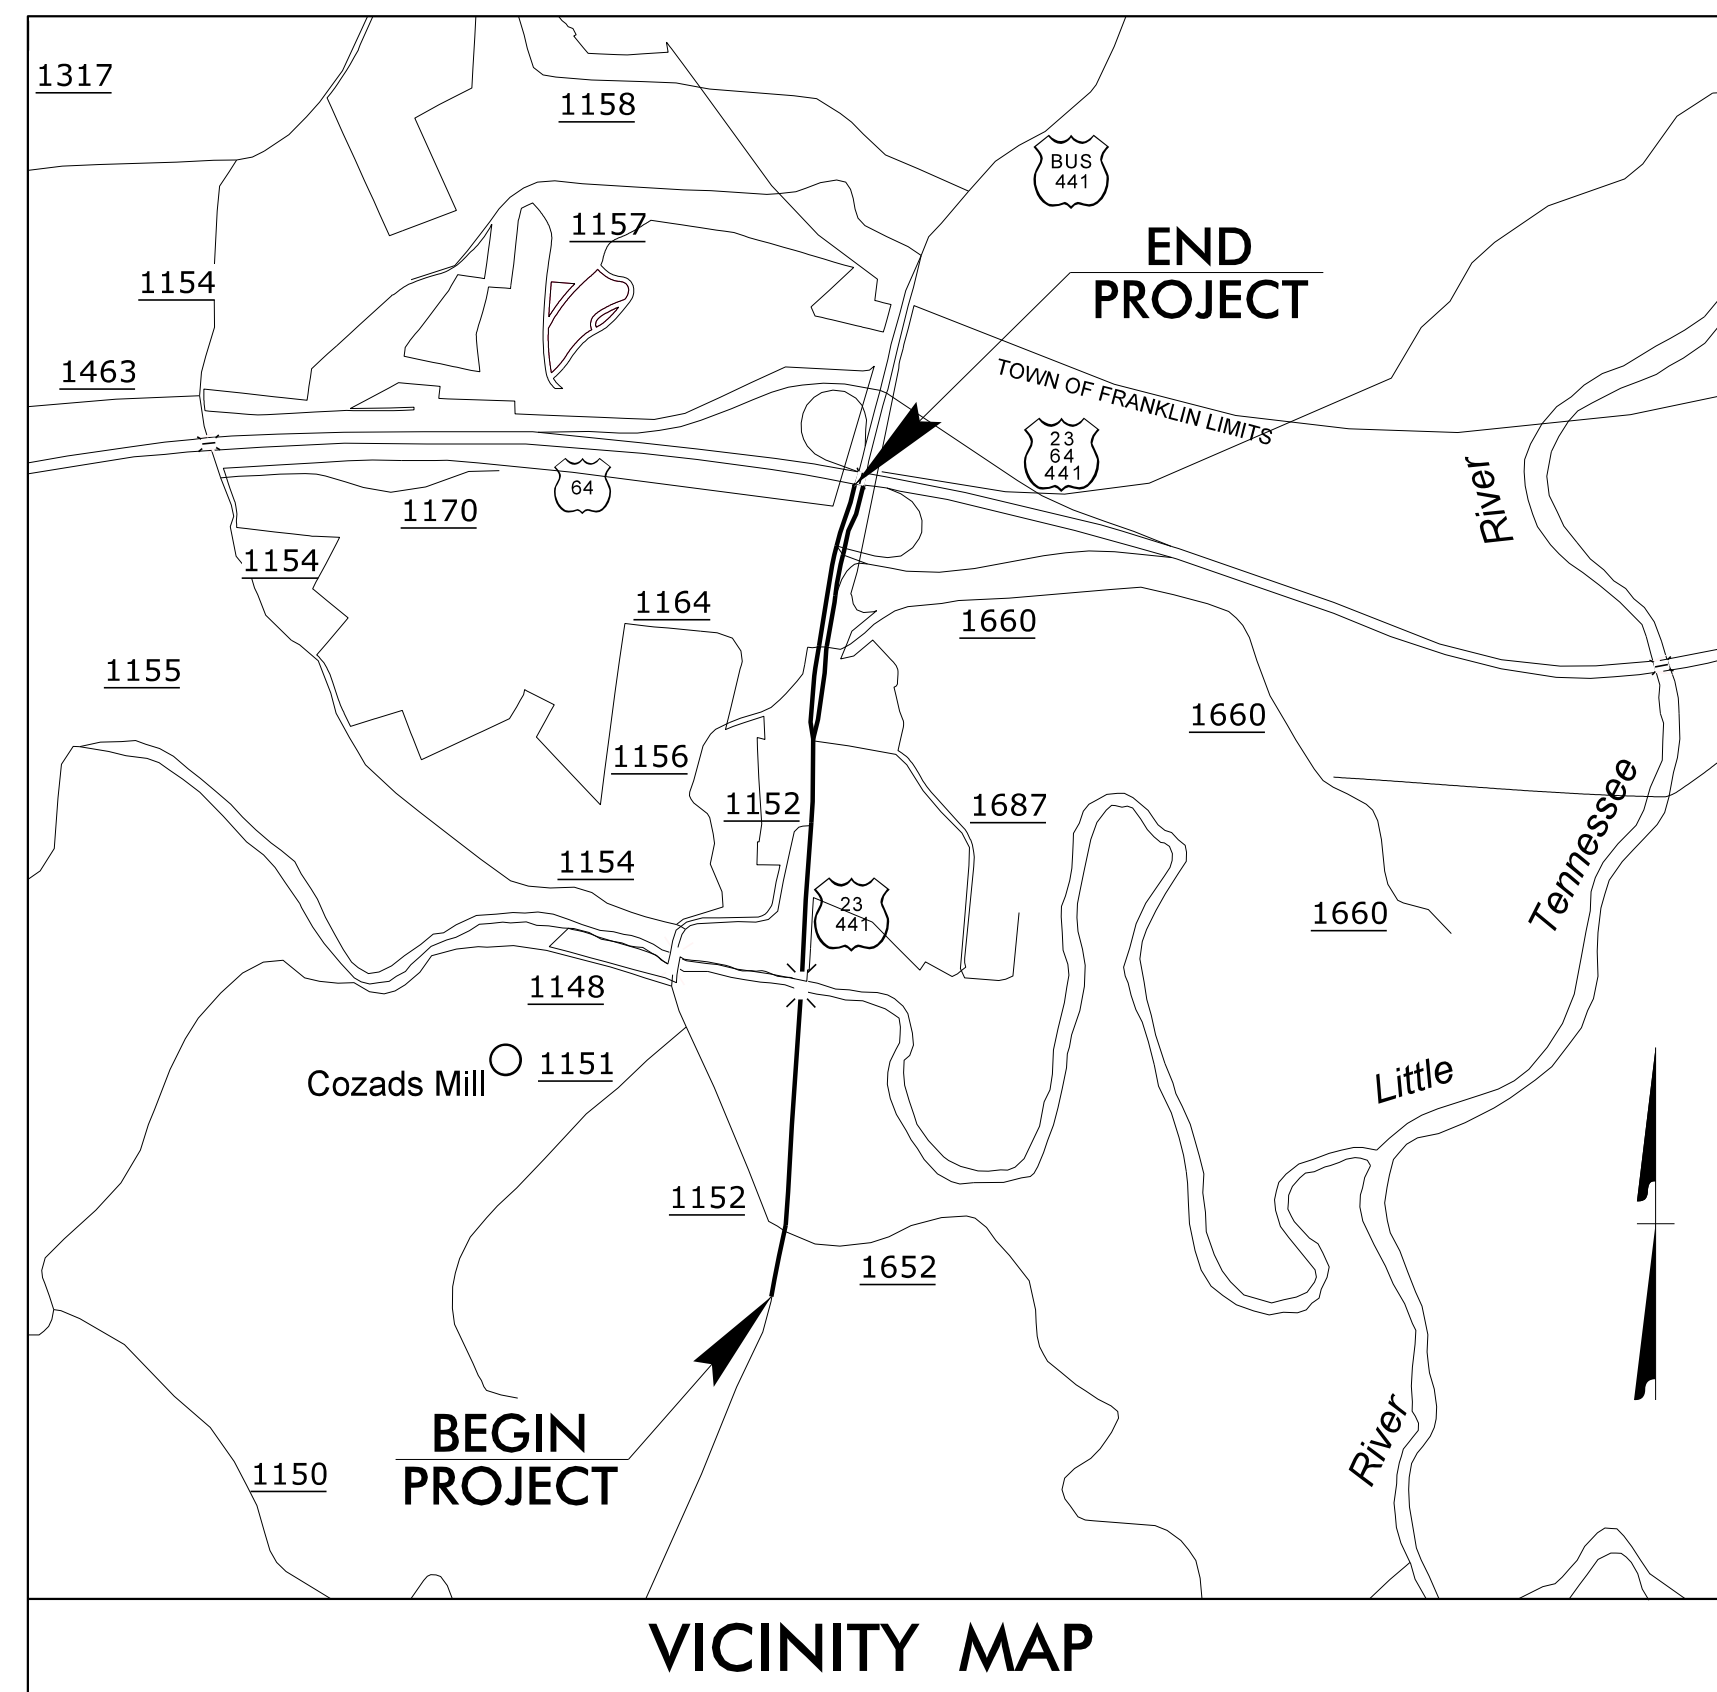 1317
1158
BUS
441
1157
END
PROJECT
1154
1463
TOWN OF FRANKLIN LIMITS
23
64
441
64
1170
River
1154
1164
1660
1155
1660
1156
1152
1687
Tennessee
1154
23
441
1660
1148
Cozads Mill
1151
Little
1152
1652
River
BEGIN
PROJECT
1150
VICINITY MAP